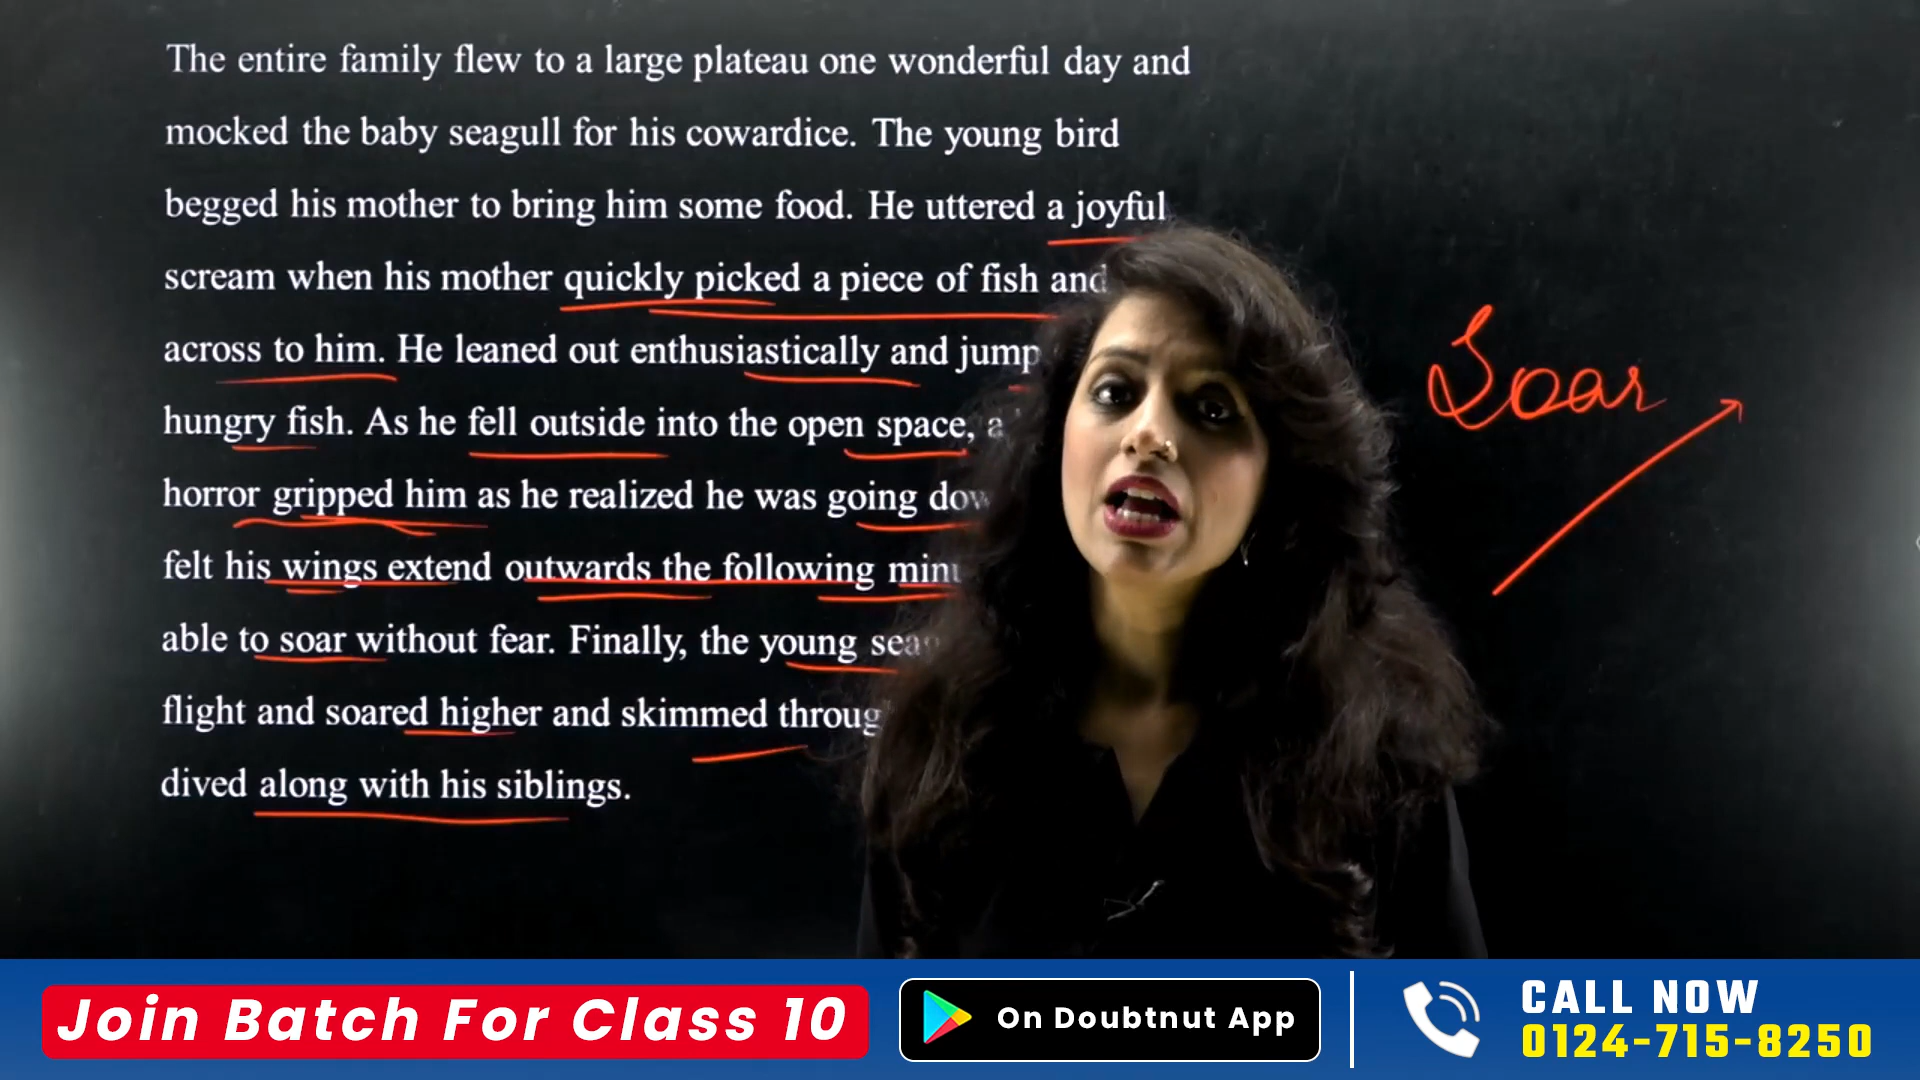 The entire family flew to a large plateau one wonderful day and
mocked the baby seagull for his cowardice. The young bird
begged his mother to bring him some food. He uttered a joyful
scream when his mother quickly picked a piece of fish and
across to him. He leaned out enthusiastically and jump
hungry fish. As he fell outside into the open space, a
horror gripped him as he realized he was going
felt his wings extend outwards the following
able to soar without fear. Finally, the young
flight and soared higher and skimmed
dived along with his siblings.
Soar
Join Batch For Class 10
On Doubtnut App
CALL NOW
0124-715-8250